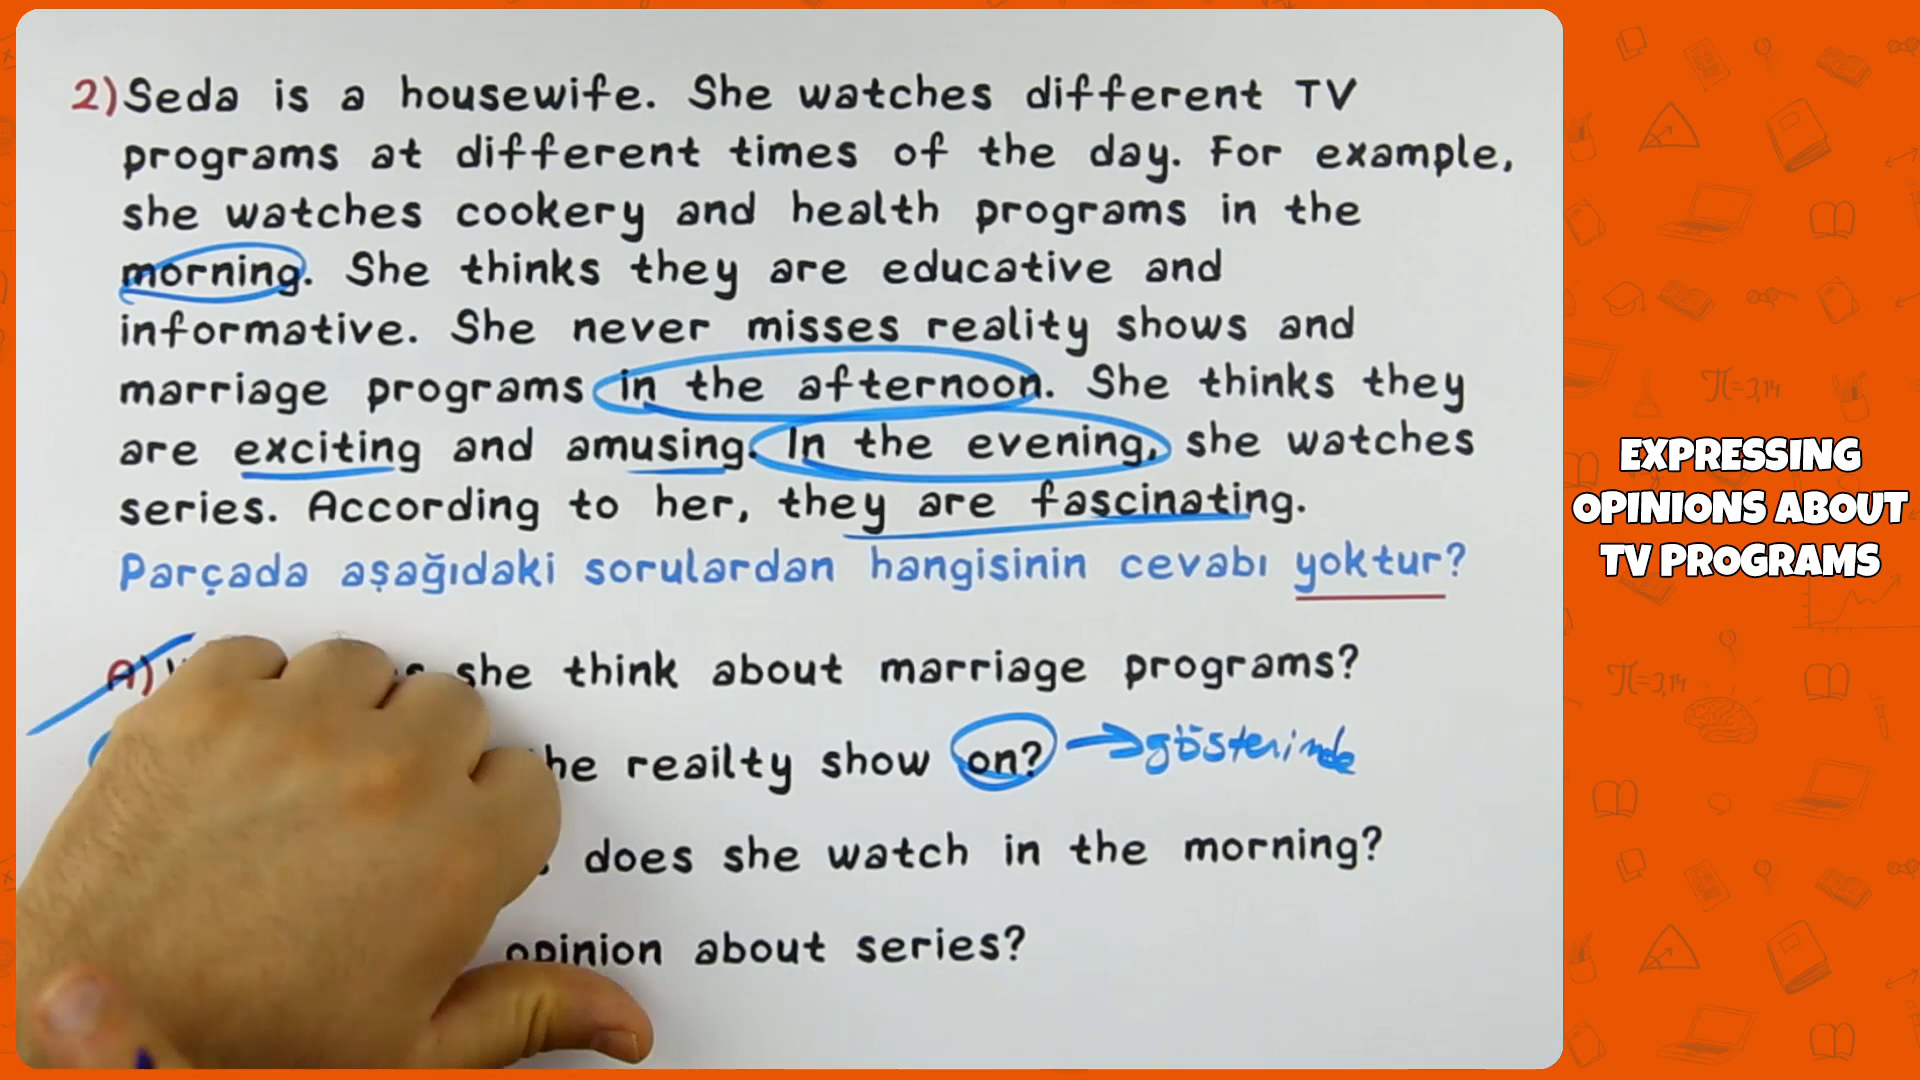 2) Seda is a housewife. She watches different TV
programs at different times of the day. For example,
she watches cookery and health programs in the
morning. She thinks they are educative and
informative. She never misses reality shows and
marriage programs in the afternoon. She thinks they
are exciting and amusing. In the evening, she watches
series. According to her, they are fascinating.
Parçada aşağıdaki sorulardan hangisinin cevabı yoktur?
A) she think about marriage programs?
reailty show on? → gösterimde
does she watch in the morning?
opinion about series?
EXPRESSING
OPINIONS ABOUT
TV PROGRAMS
π=3,14
π=3,14